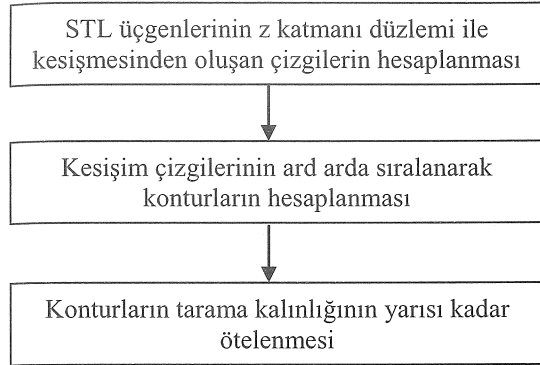 STL üçgenlerinin z katmanı düzlemi ile
kesişmesinden oluşan çizgilerin hesaplanması
Kesişim çizgilerinin ard arda sıralanarak
konturların hesaplanması
Konturların tarama kalınlığının yarısı kadar
ötelenmesi